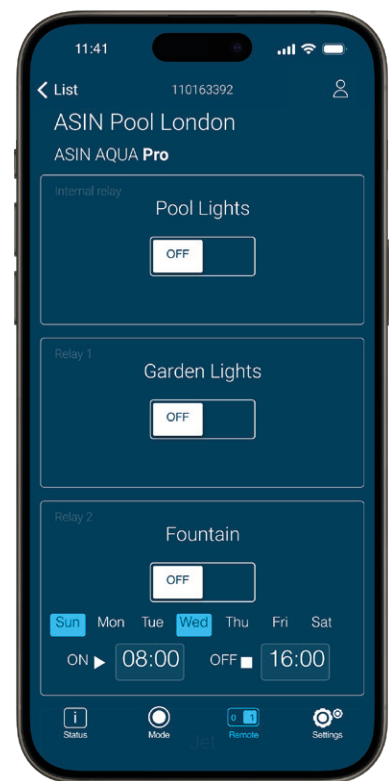 11:41
List 110163392
ASIN Pool London
ASIN AQUA Pro
Internal relay
Pool Lights
OFF
Relay 1
Garden Lights
OFF
Relay 2
Fountain
OFF
Sun Mon Tue Wed Thu Fri Sat
ON 08:00 OFF 16:00
i 0 1
Status Mode Remote Settings
Jet